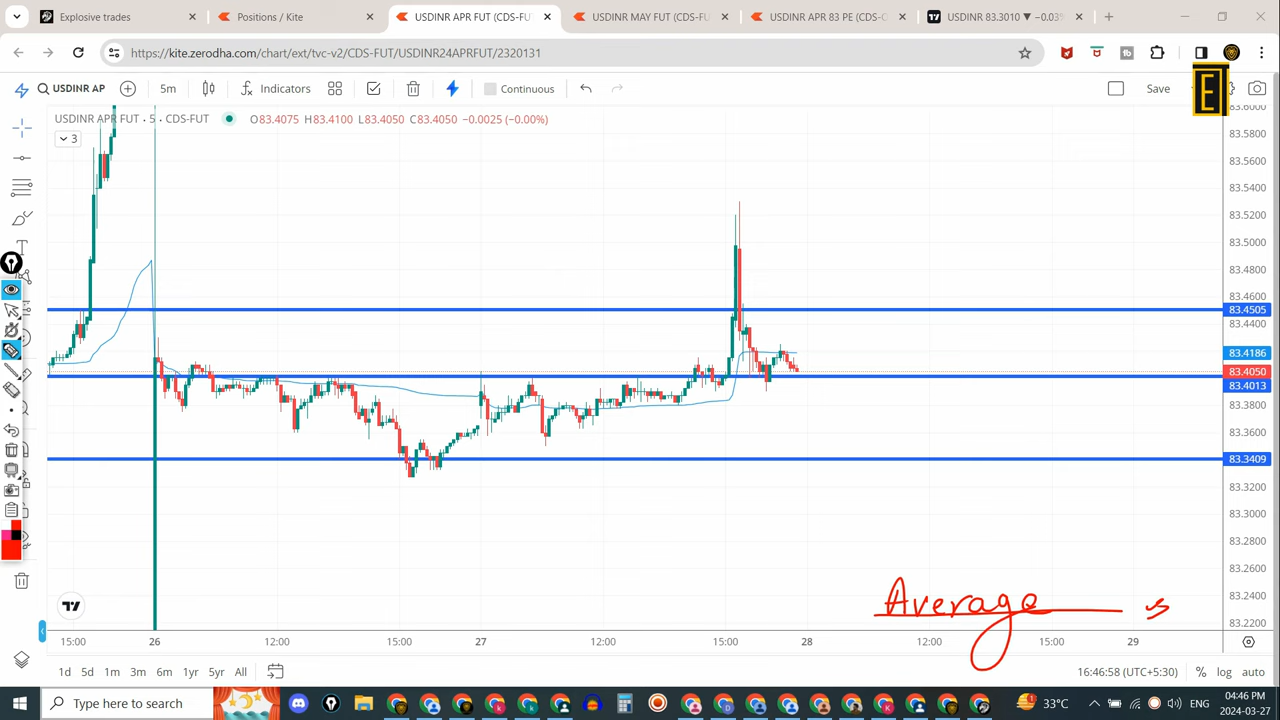 Explosive trades
Positions / Kite
USDINR APR FUT (CDS-F
USDINR MAY FUT (CDS-FU
USDINR APR 83 PE (CDS-O
USDINR 83.3010 ▼ −0.03%
https://kite.zerodha.com/chart/ext/tvc-v2/CDS-FUT/USDINR24APRFUT/2320131
USDINR AP
5m
Indicators
Continuous
Save
E
USDINR APR FUT · 5 · CDS-FUT
O83.4075 H83.4100 L83.4050 C83.4050 −0.0025 (−0.00%)
3
83.6000
83.5800
83.5600
83.5400
83.5200
83.5000
83.4800
83.4600
83.4505
83.4400
83.4186
83.4050
83.4013
83.3800
83.3600
83.3409
83.3200
83.3000
83.2800
83.2600
83.2400
83.2200
Average
15:00 26 12:00 15:00 27 12:00 15:00 28 12:00 15:00 29
1d 5d 1m 3m 6m 1yr 5yr All
16:46:58 (UTC+5:30) % log auto
Type here to search
33°C
ENG
04:46 PM
2024-03-27